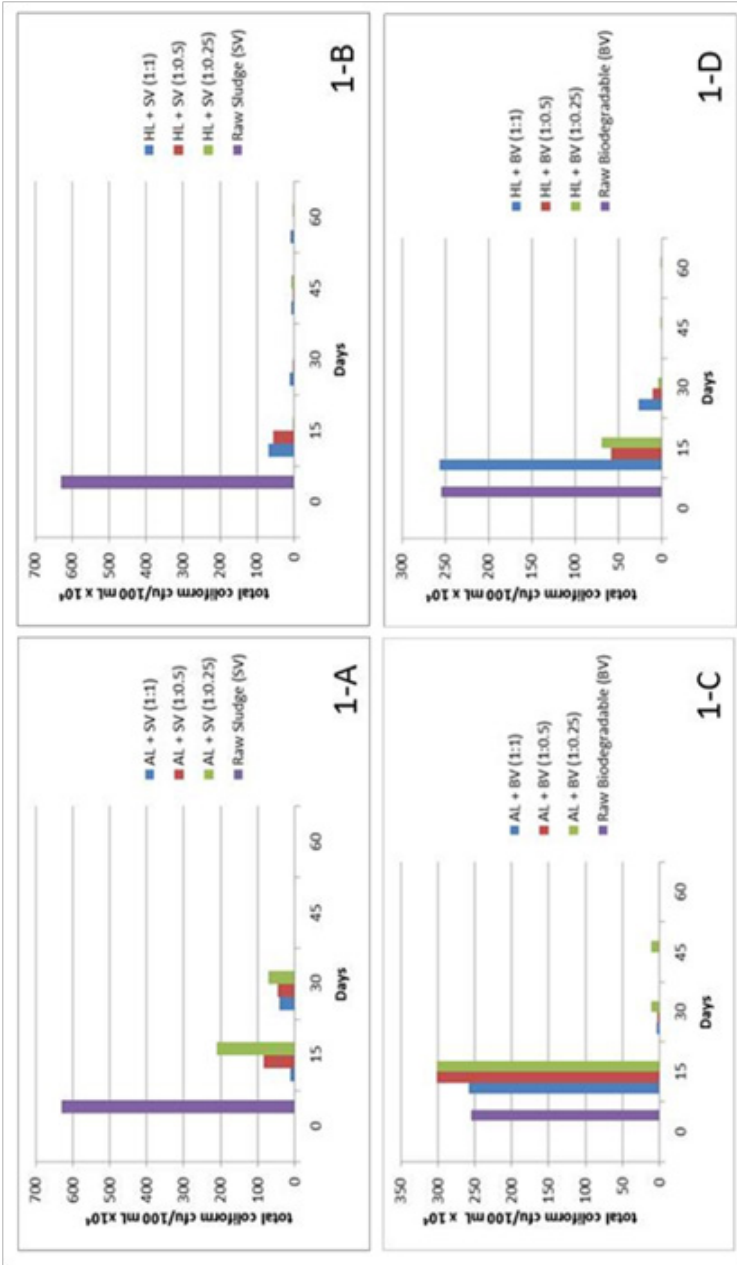 total coliform cfu/100 mL x10⁴
700
600
500
400
300
200
100
0
0
15
30
45
60
Days
AL + SV (1:1)
AL + SV (1:0.5)
AL + SV (1:0.25)
Raw Sludge (SV)
1-A
total coliform cfu/100 mL x 10⁴
700
600
500
400
300
200
100
0
0
15
30
45
60
Days
HL + SV (1:1)
HL + SV (1:0.5)
HL + SV (1:0.25)
Raw Sludge (SV)
1-B
total coliform cfu/100 mL x 10⁴
350
300
250
200
150
100
50
0
0
15
30
45
60
Days
AL + BV (1:1)
AL + BV (1:0.5)
AL + BV (1:0.25)
Raw Biodegradable (BV)
1-C
total coliform cfu/100 mL x 10⁴
300
250
200
150
100
50
0
0
15
30
45
60
Days
HL + BV (1:1)
HL + BV (1:0.5)
HL + BV (1:0.25)
Raw Biodegradable (BV)
1-D